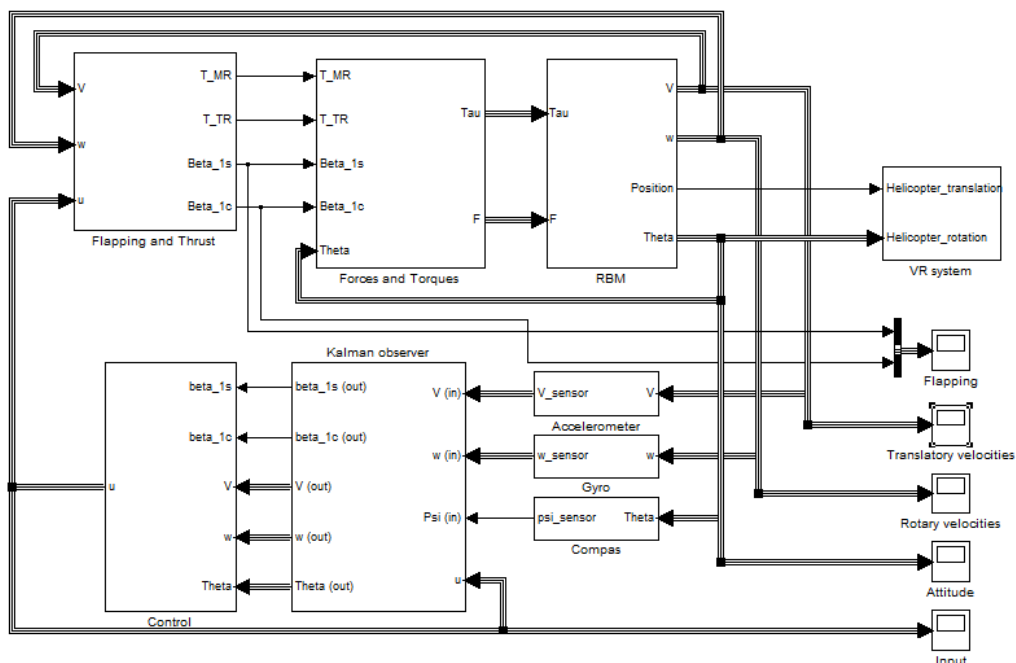 V
w
u
T_MR
T_TR
Beta_1s
Beta_1c
Flapping and Thrust
T_MR
T_TR
Beta_1s
Beta_1c
Theta
Tau
F
Forces and Torques
Tau
F
V
w
Position
Theta
RBM
Helicopter_translation
Helicopter_rotation
VR system
Flapping
Translatory velocities
Rotary velocities
Attitude
Input
Kalman observer
beta_1s
beta_1c
V
w
Theta
u
Control
beta_1s (out)
beta_1c (out)
V (out)
w (out)
Theta (out)
V (in)
w (in)
Psi (in)
u
V_sensor
V
Accelerometer
w_sensor
w
Gyro
psi_sensor
Theta
Compas